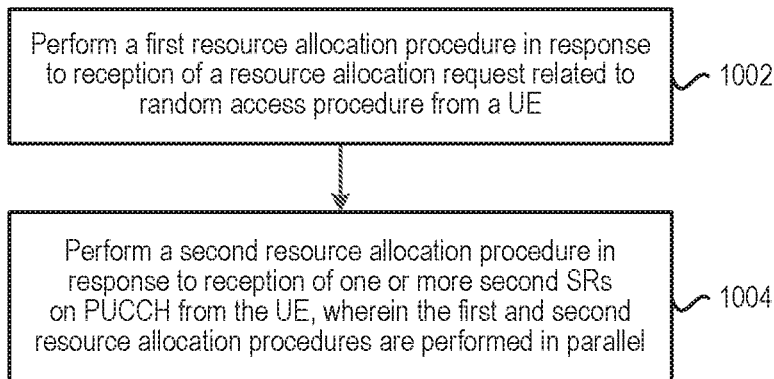 Perform a first resource allocation procedure in response
to reception of a resource allocation request related to
random access procedure from a UE
1002
Perform a second resource allocation procedure in
response to reception of one or more second SRs
on PUCCH from the UE, wherein the first and second
resource allocation procedures are performed in parallel
1004